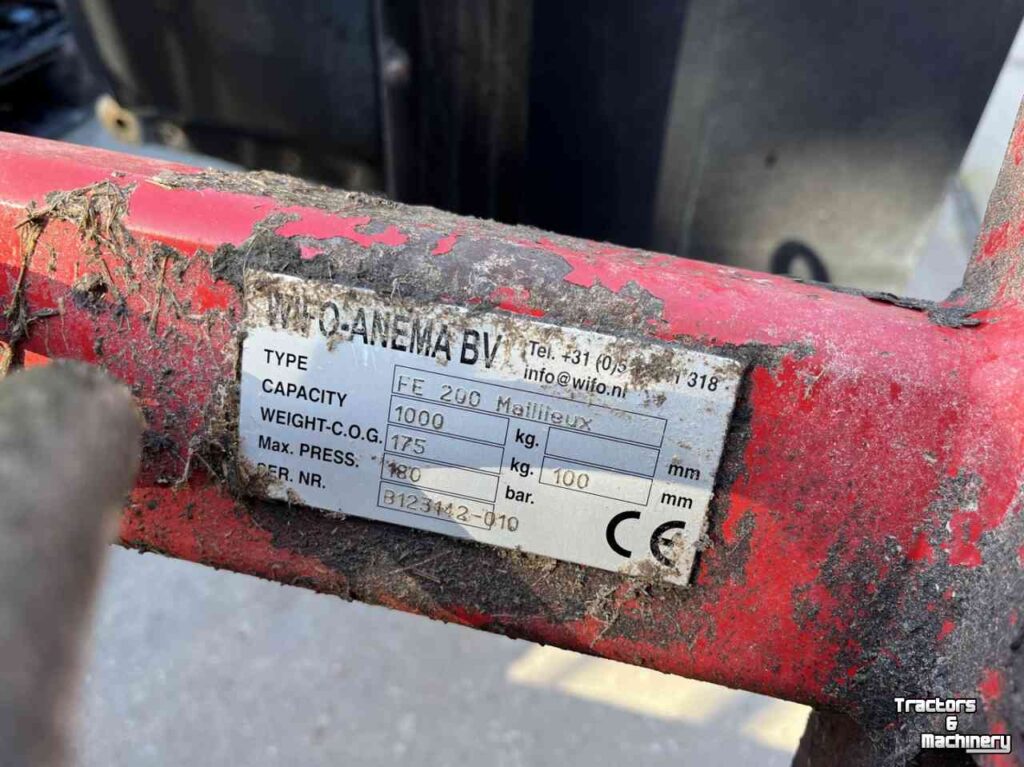 WIFO-ANEMA BV
Tel. +31 (0)5 318
info@wifo.nl
TYPE FE 200 Mailleux
CAPACITY 1000 kg. mm
WEIGHT-C.O.G. 175 kg. 100 mm
Max. PRESS. 180 bar.
SER. NR. B123142-010
CE
Tractors
&
Machinery